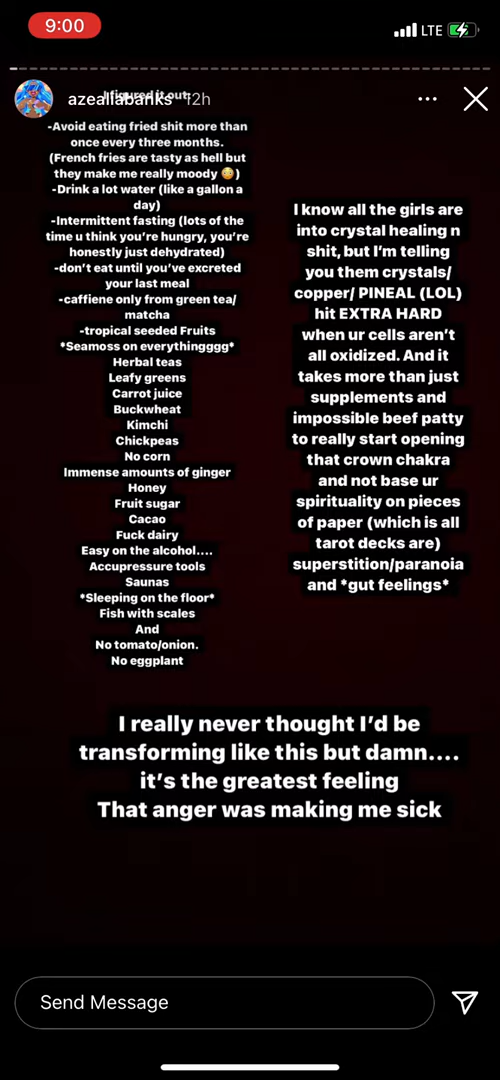 9:00
LTE
I figured it out:
azealiabanks 12h
-Avoid eating fried shit more than
once every three months.
(French fries are tasty as hell but
they make me really moody 😳)
-Drink a lot water (like a gallon a
day)
-Intermittent fasting (lots of the
time u think you’re hungry, you’re
honestly just dehydrated)
-don’t eat until you’ve excreted
your last meal
-caffiene only from green tea/
matcha
-tropical seeded Fruits
*Seamoss on everythingggg*
Herbal teas
Leafy greens
Carrot juice
Buckwheat
Kimchi
Chickpeas
No corn
Immense amounts of ginger
Honey
Fruit sugar
Cacao
Fuck dairy
Easy on the alcohol....
Accupressure tools
Saunas
*Sleeping on the floor*
Fish with scales
And
No tomato/onion.
No eggplant
I know all the girls are
into crystal healing n
shit, but I’m telling
you them crystals/
copper/ PINEAL (LOL)
hit EXTRA HARD
when ur cells aren’t
all oxidized. And it
takes more than just
supplements and
impossible beef patty
to really start opening
that crown chakra
and not base ur
spirituality on pieces
of paper (which is all
tarot decks are)
superstition/paranoia
and *gut feelings*
I really never thought I’d be
transforming like this but damn....
it’s the greatest feeling
That anger was making me sick
Send Message